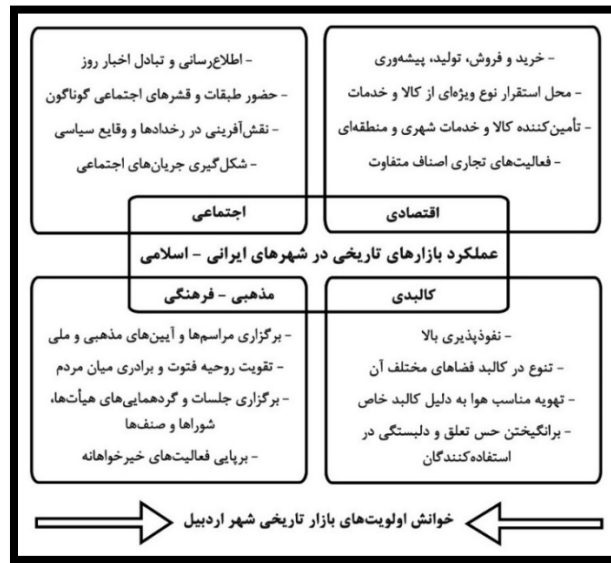 - خرید و فروش، تولید، پیشه‌وری
- محل استقرار نوع ویژه‌ای از کالا و خدمات
- تأمین‌کننده کالا و خدمات شهری و منطقه‌ای
- فعالیت‌های تجاری اصناف متفاوت
اقتصادی
- اطلاع‌رسانی و تبادل اخبار روز
- حضور طبقات و قشرهای اجتماعی گوناگون
- نقش‌آفرینی در رخدادها و وقایع سیاسی
- شکل‌گیری جریان‌های اجتماعی
اجتماعی
عملکرد بازارهای تاریخی در شهرهای ایرانی - اسلامی
کالبدی
- نفوذپذیری بالا
- تنوع در کالبد فضاهای مختلف آن
- تهویه مناسب هوا به دلیل کالبد خاص
- برانگیختن حس تعلق و دلبستگی در
استفاده‌کنندگان
مذهبی - فرهنگی
- برگزاری مراسم‌ها و آیین‌های مذهبی و ملی
- تقویت روحیه فتوت و برادری میان مردم
- برگزاری جلسات و گردهمایی‌های هیأت‌ها،
شوراها و صنف‌ها
- برپایی فعالیت‌های خیرخواهانه
خوانش اولویت‌های بازار تاریخی شهر اردبیل